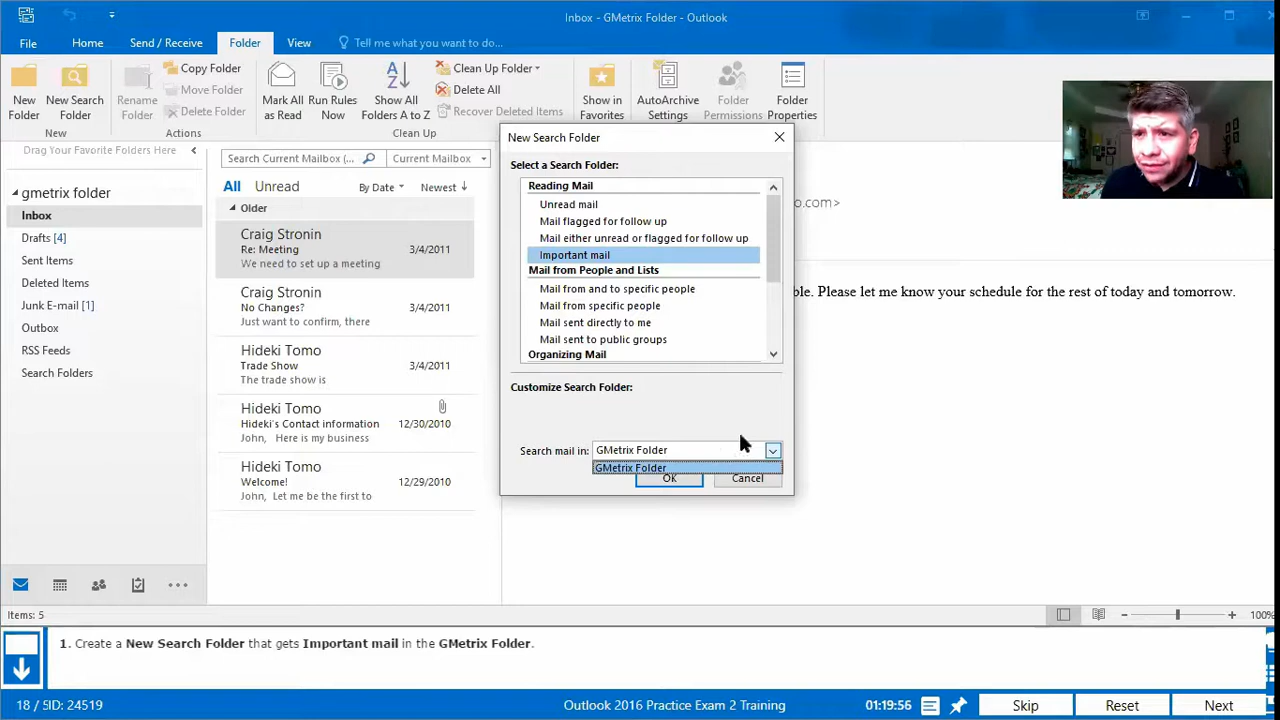 Inbox - GMetrix Folder - Outlook
File Home Send / Receive Folder View Tell me what you want to do...
New Folder
New Search Folder
New
Rename Folder
Copy Folder
Move Folder
Delete Folder
Actions
Mark All as Read
Run Rules Now
Show All Folders A to Z
Clean Up Folder
Delete All
Recover Deleted Items
Clean Up
Show in Favorites
AutoArchive Settings
Folder Permissions
Folder Properties
Drag Your Favorite Folders Here
gmetrix folder
Inbox
Drafts [4]
Sent Items
Deleted Items
Junk E-mail [1]
Outbox
RSS Feeds
Search Folders
Search Current Mailbox (... Current Mailbox
All Unread By Date Newest
Older
Craig Stronin
Re: Meeting 3/4/2011
We need to set up a meeting
Craig Stronin
No Changes? 3/4/2011
Just want to confirm, there
Hideki Tomo
Trade Show 3/4/2011
The trade show is
Hideki Tomo
Hideki's Contact information 12/30/2010
John, Here is my business
Hideki Tomo
Welcome! 12/29/2010
John, Let me be the first to
New Search Folder
Select a Search Folder:
Reading Mail
Unread mail
Mail flagged for follow up
Mail either unread or flagged for follow up
Important mail
Mail from People and Lists
Mail from and to specific people
Mail from specific people
Mail sent directly to me
Mail sent to public groups
Organizing Mail
Customize Search Folder:
Search mail in: GMetrix Folder
GMetrix Folder
OK Cancel
o.com>
ble. Please let me know your schedule for the rest of today and tomorrow.
Items: 5 100%
1. Create a New Search Folder that gets Important mail in the GMetrix Folder.
18 / SID: 24519 Outlook 2016 Practice Exam 2 Training 01:19:56 Skip Reset Next